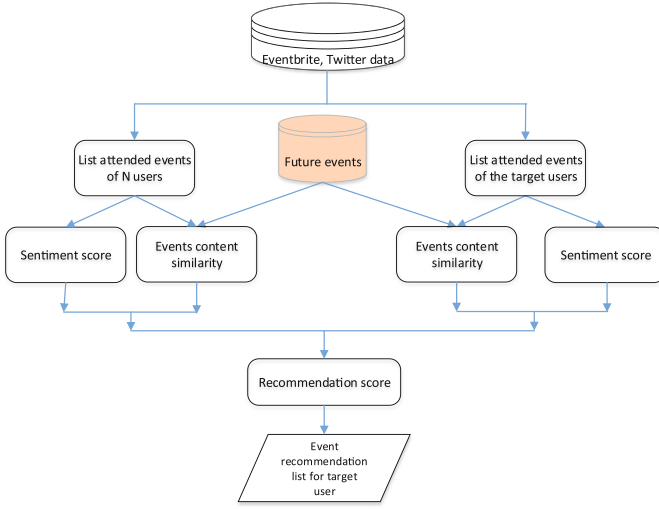 Eventbrite, Twitter data
List attended events
of N users
Future events
List attended events
of the target users
Sentiment score
Events content
similarity
Events content
similarity
Sentiment score
Recommendation score
Event
recommendation
list for target
user